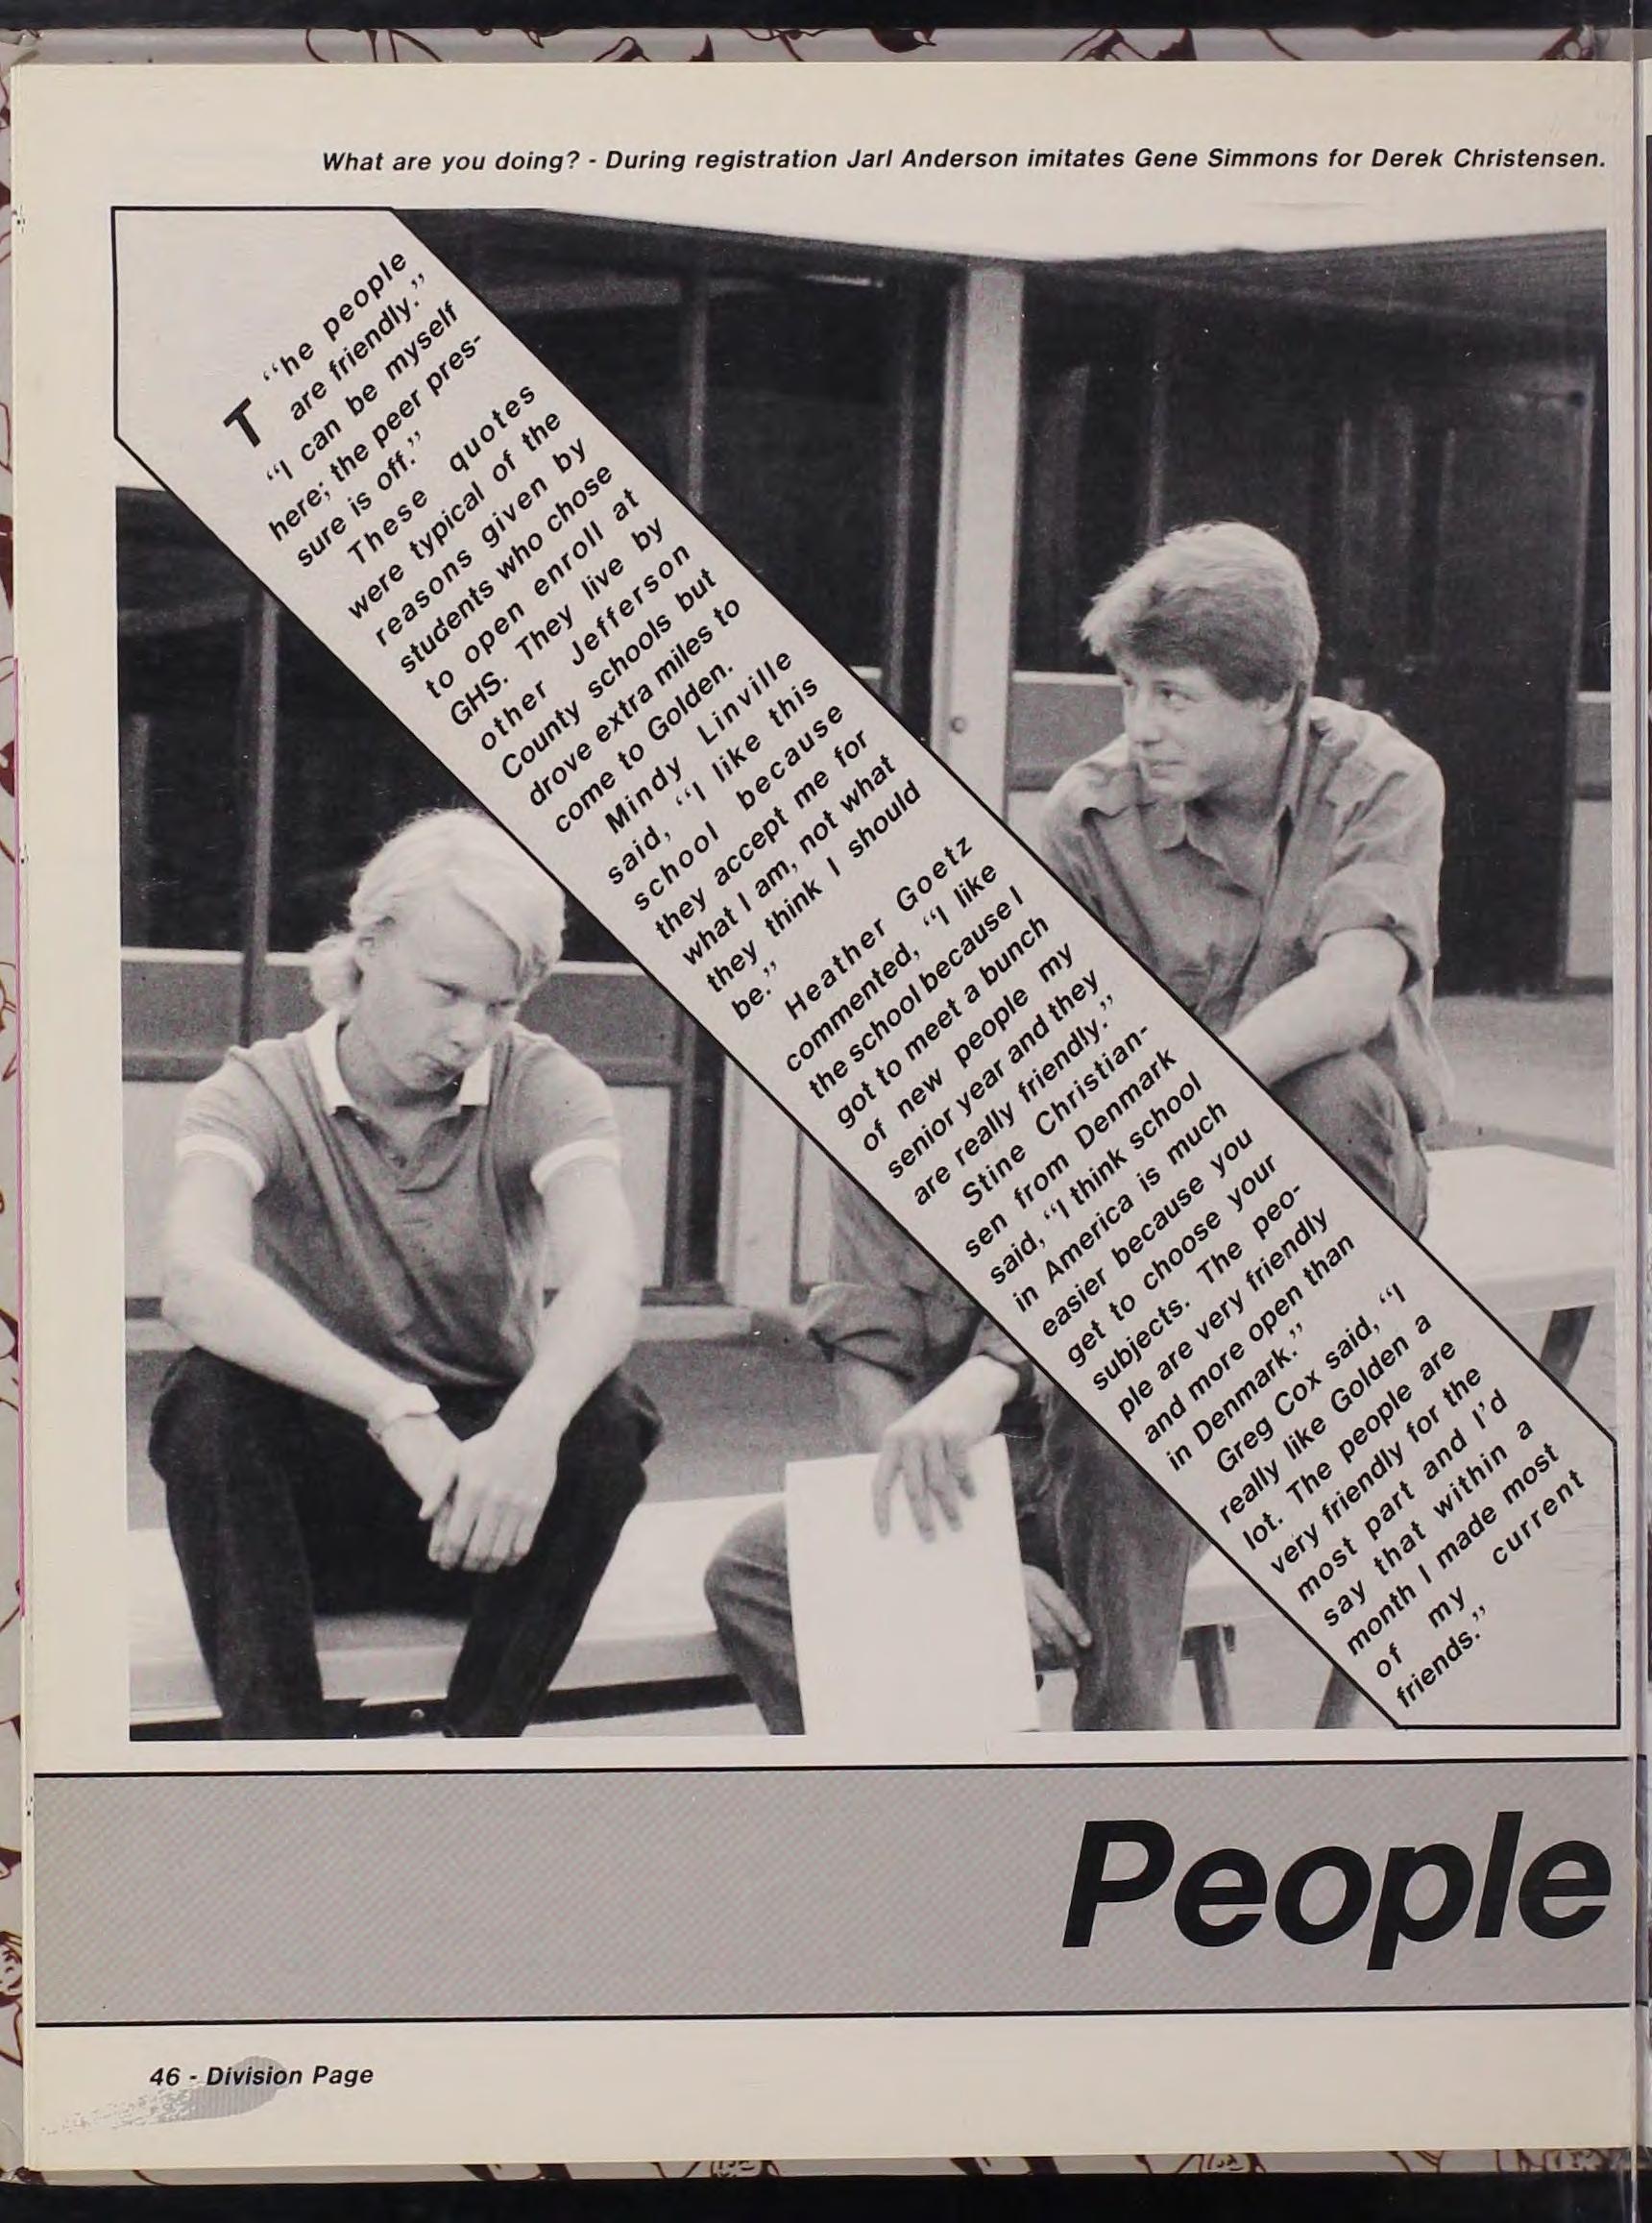 What are you doing? - During registration Jarl Anderson imitates Gene Simmons for Derek Christensen.
T "he people
are friendly."
"I can be myself
here; the peer pres-
sure is off."
These quotes
were typical of the
reasons given by
students who chose
to open enroll at
GHS. They live by
other Jefferson
County schools but
drove extra miles to
come to Golden.
Mindy Linville
said, "I like this
school because
they accept me for
what I am, not what
they think I should
be."
Heather Goetz
commented, "I like
the school because I
got to meet a bunch
of new people my
senior year and they
are really friendly."
Stine Christian-
sen from Denmark
said, "I think school
in America is much
easier because you
get to choose your
subjects. The peo-
ple are very friendly
and more open than
in Denmark."
Greg Cox said, "I
really like Golden a
lot. The people are
very friendly for the
most part and I'd
say that within a
month I made most
of my current
friends."
People
46 - Division Page